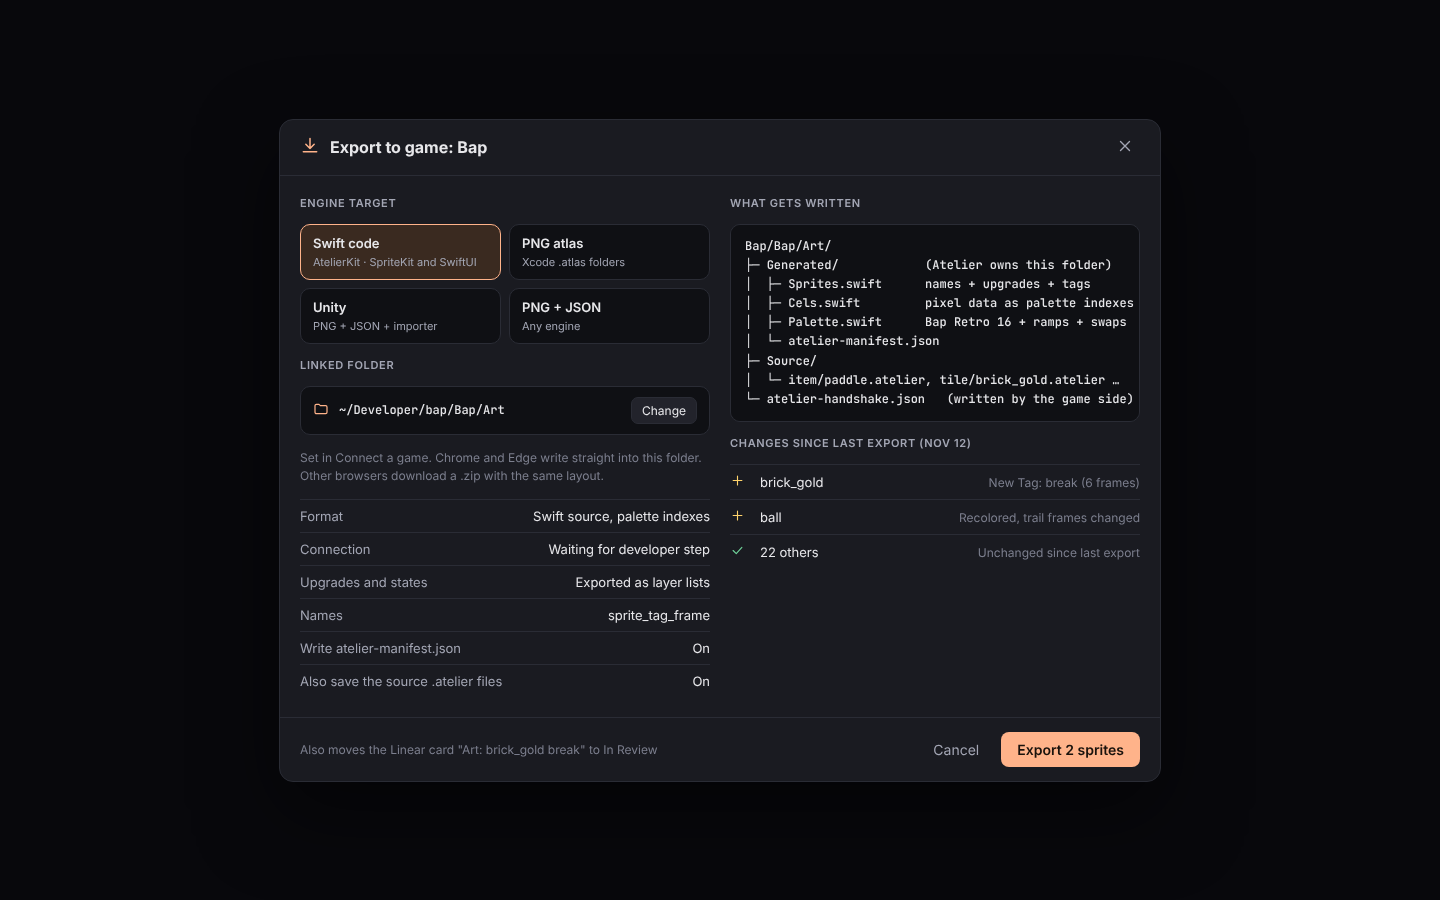 Export to game: Bap
ENGINE TARGET
Swift code
AtelierKit · SpriteKit and SwiftUI
PNG atlas
Xcode .atlas folders
Unity
PNG + JSON + importer
PNG + JSON
Any engine
LINKED FOLDER
~/Developer/bap/Bap/Art
Change
Set in Connect a game. Chrome and Edge write straight into this folder.
Other browsers download a .zip with the same layout.
Format Swift source, palette indexes
Connection Waiting for developer step
Upgrades and states Exported as layer lists
Names sprite_tag_frame
Write atelier-manifest.json On
Also save the source .atelier files On
WHAT GETS WRITTEN
Bap/Bap/Art/
├─ Generated/            (Atelier owns this folder)
│  ├─ Sprites.swift      names + upgrades + tags
│  ├─ Cels.swift         pixel data as palette indexes
│  ├─ Palette.swift      Bap Retro 16 + ramps + swaps
│  └─ atelier-manifest.json
├─ Source/
│  └─ item/paddle.atelier, tile/brick_gold.atelier …
└─ atelier-handshake.json   (written by the game side)
CHANGES SINCE LAST EXPORT (NOV 12)
brick_gold New Tag: break (6 frames)
ball Recolored, trail frames changed
22 others Unchanged since last export
Also moves the Linear card "Art: brick_gold break" to In Review
Cancel
Export 2 sprites